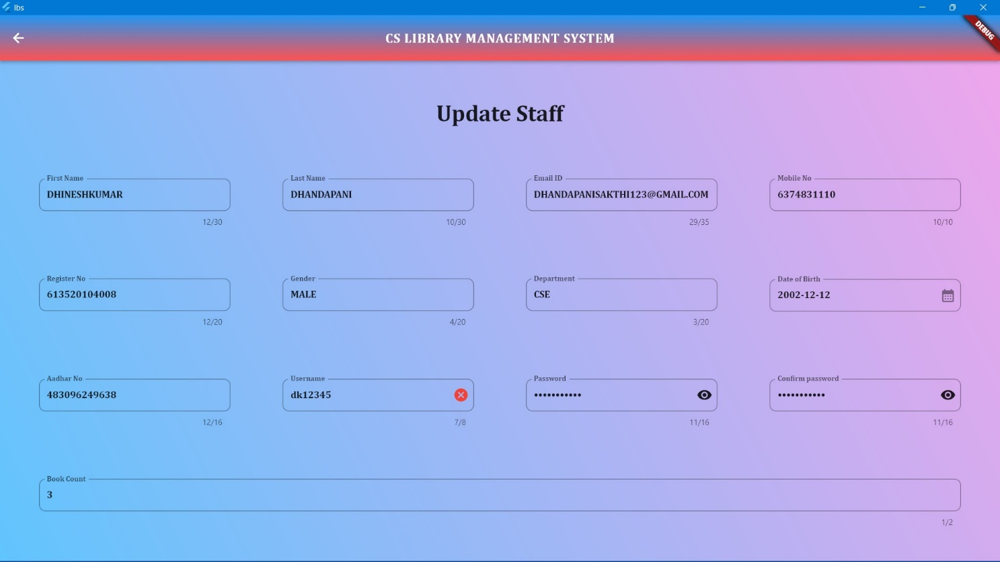 lbs
DEBUG
CS LIBRARY MANAGEMENT SYSTEM
Update Staff
First Name
DHINESHKUMAR
12/30
Last Name
DHANDAPANI
10/30
Email ID
DHANDAPANISAKTHI123@GMAIL.COM
29/35
Mobile No
6374831110
10/10
Register No
613520104008
12/20
Gender
MALE
4/20
Department
CSE
3/20
Date of Birth
2002-12-12
Aadhar No
483096249638
12/16
Username
dk12345
7/8
Password
•••••••••••
11/16
Confirm password
•••••••••••
11/16
Book Count
3
1/2